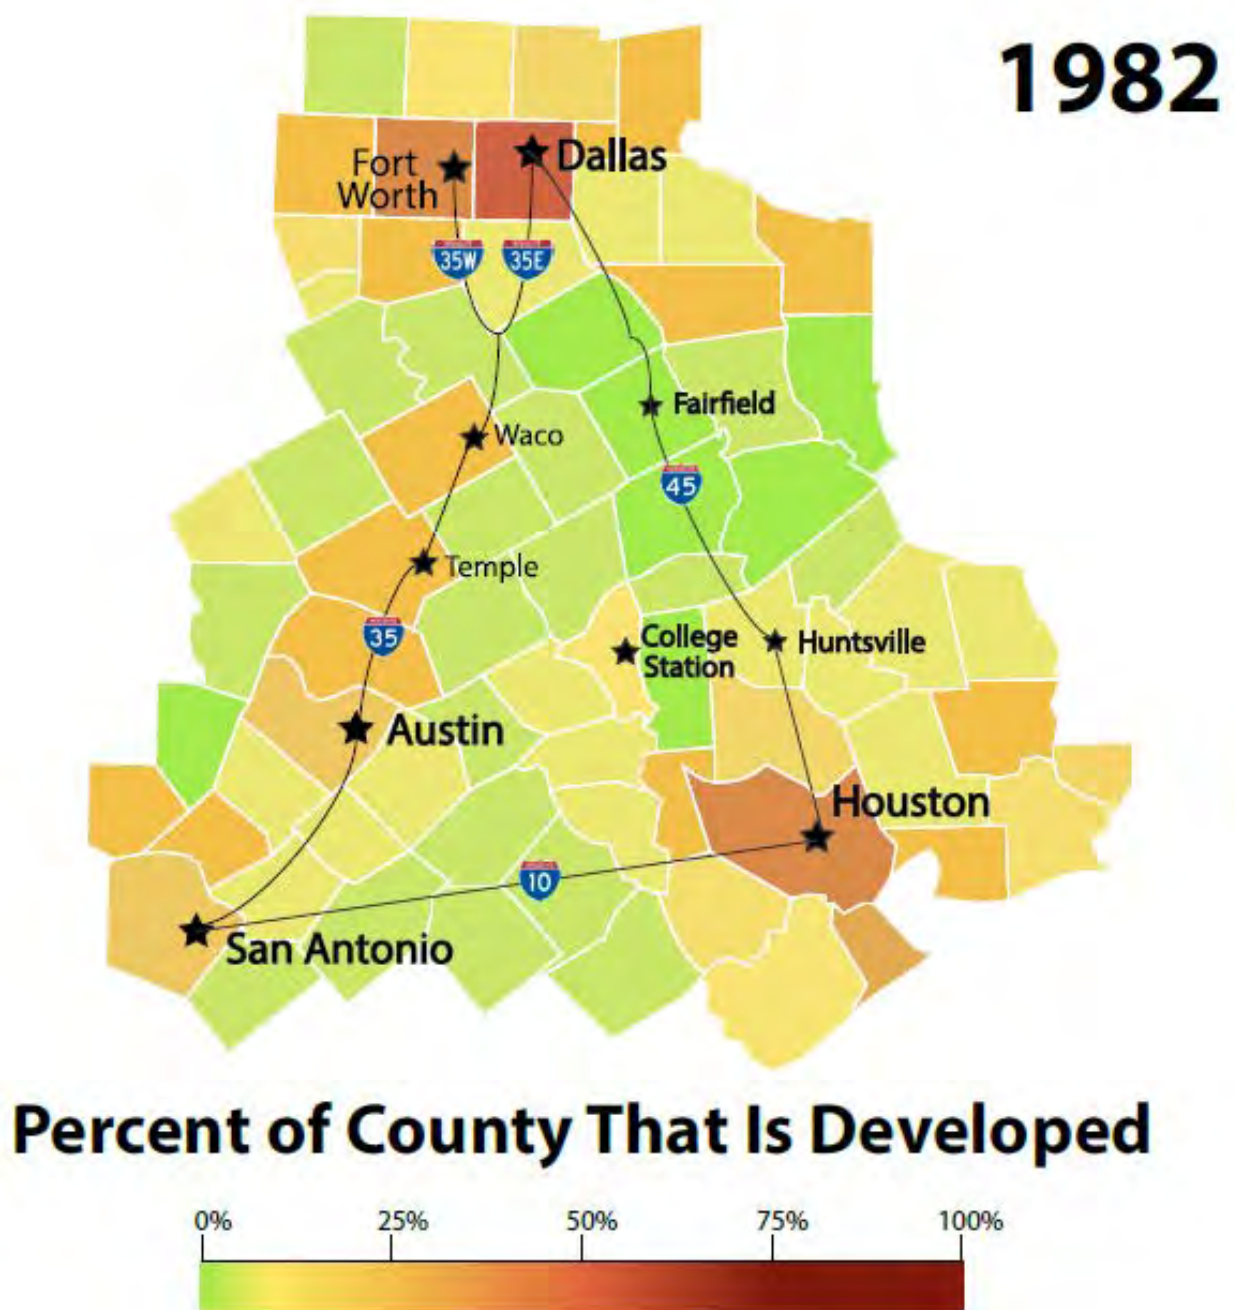 1982
Fort
Worth
Dallas
35W
35E
Fairfield
Waco
45
Temple
35
College
Station
Huntsville
Austin
Houston
10
San Antonio
Percent of County That Is Developed
0% 25% 50% 75% 100%